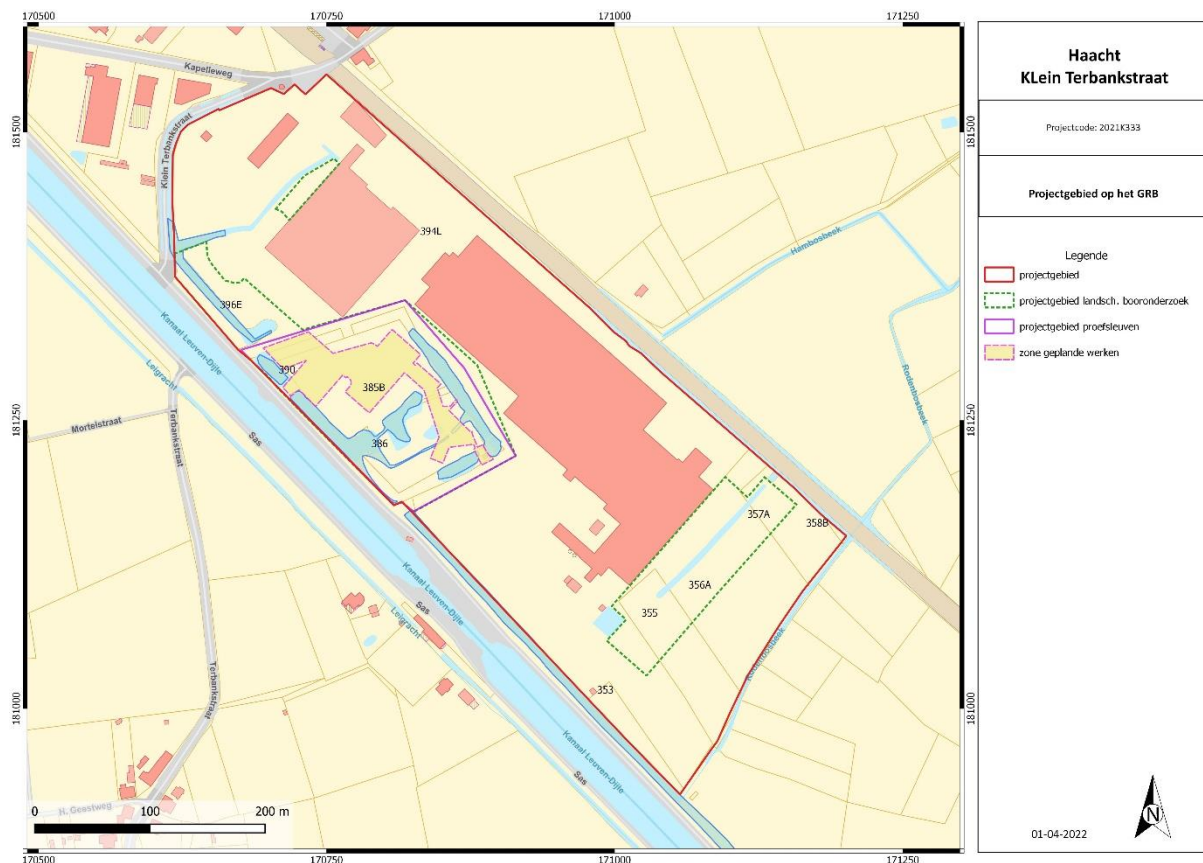 170500
170750
171000
171250
181500
181250
181000
181500
181250
181000
170500
170750
171000
171250
Kapelleweg
Klein Terbankstraat
394L
396E
390
385B
386
Kanaal Leuven-Dijle
Leigracht
Mortelstraat
Terbankstraat
Sas
Hambosbeek
Rodenbosbeek
357A
358B
356A
355
353
Kanaal Leuven-Dijle
Sas
Leigracht
Terbankstraat
Kanaal Leuven-Dijle
Sas
H. Geestweg
0 100 200 m
Haacht
KLein Terbankstraat
Projectcode: 2021K333
Projectgebied op het GRB
Legende
projectgebied
projectgebied landsch. booronderzoek
projectgebied proefsleuven
zone geplande werken
01-04-2022
N